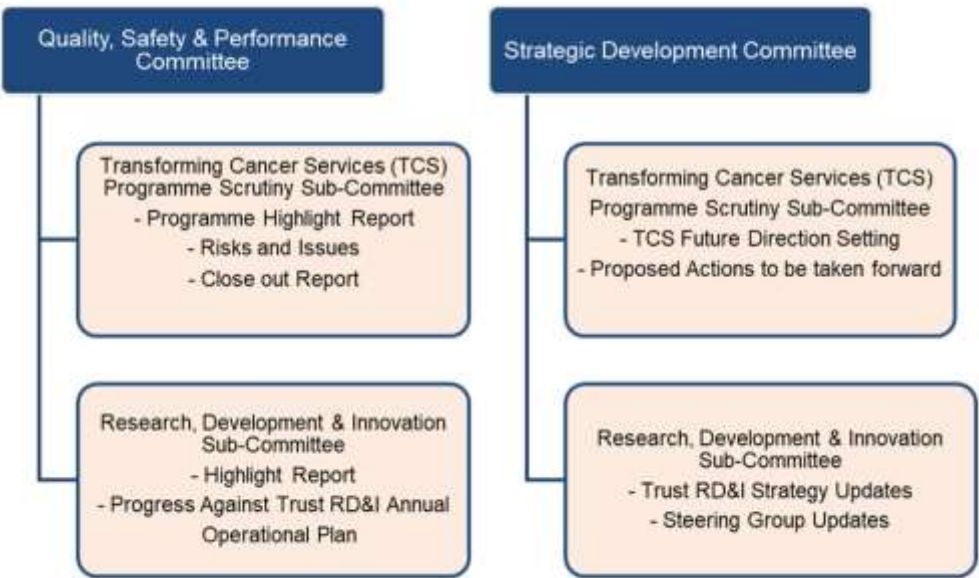 Quality, Safety & Performance
Committee
Transforming Cancer Services (TCS)
Programme Scrutiny Sub-Committee
- Programme Highlight Report
- Risks and Issues
- Close out Report
Research, Development & Innovation
Sub-Committee
- Highlight Report
- Progress Against Trust RD&I Annual
Operational Plan
Strategic Development Committee
Transforming Cancer Services (TCS)
Programme Scrutiny Sub-Committee
- TCS Future Direction Setting
- Proposed Actions to be taken forward
Research, Development & Innovation
Sub-Committee
- Trust RD&I Strategy Updates
- Steering Group Updates